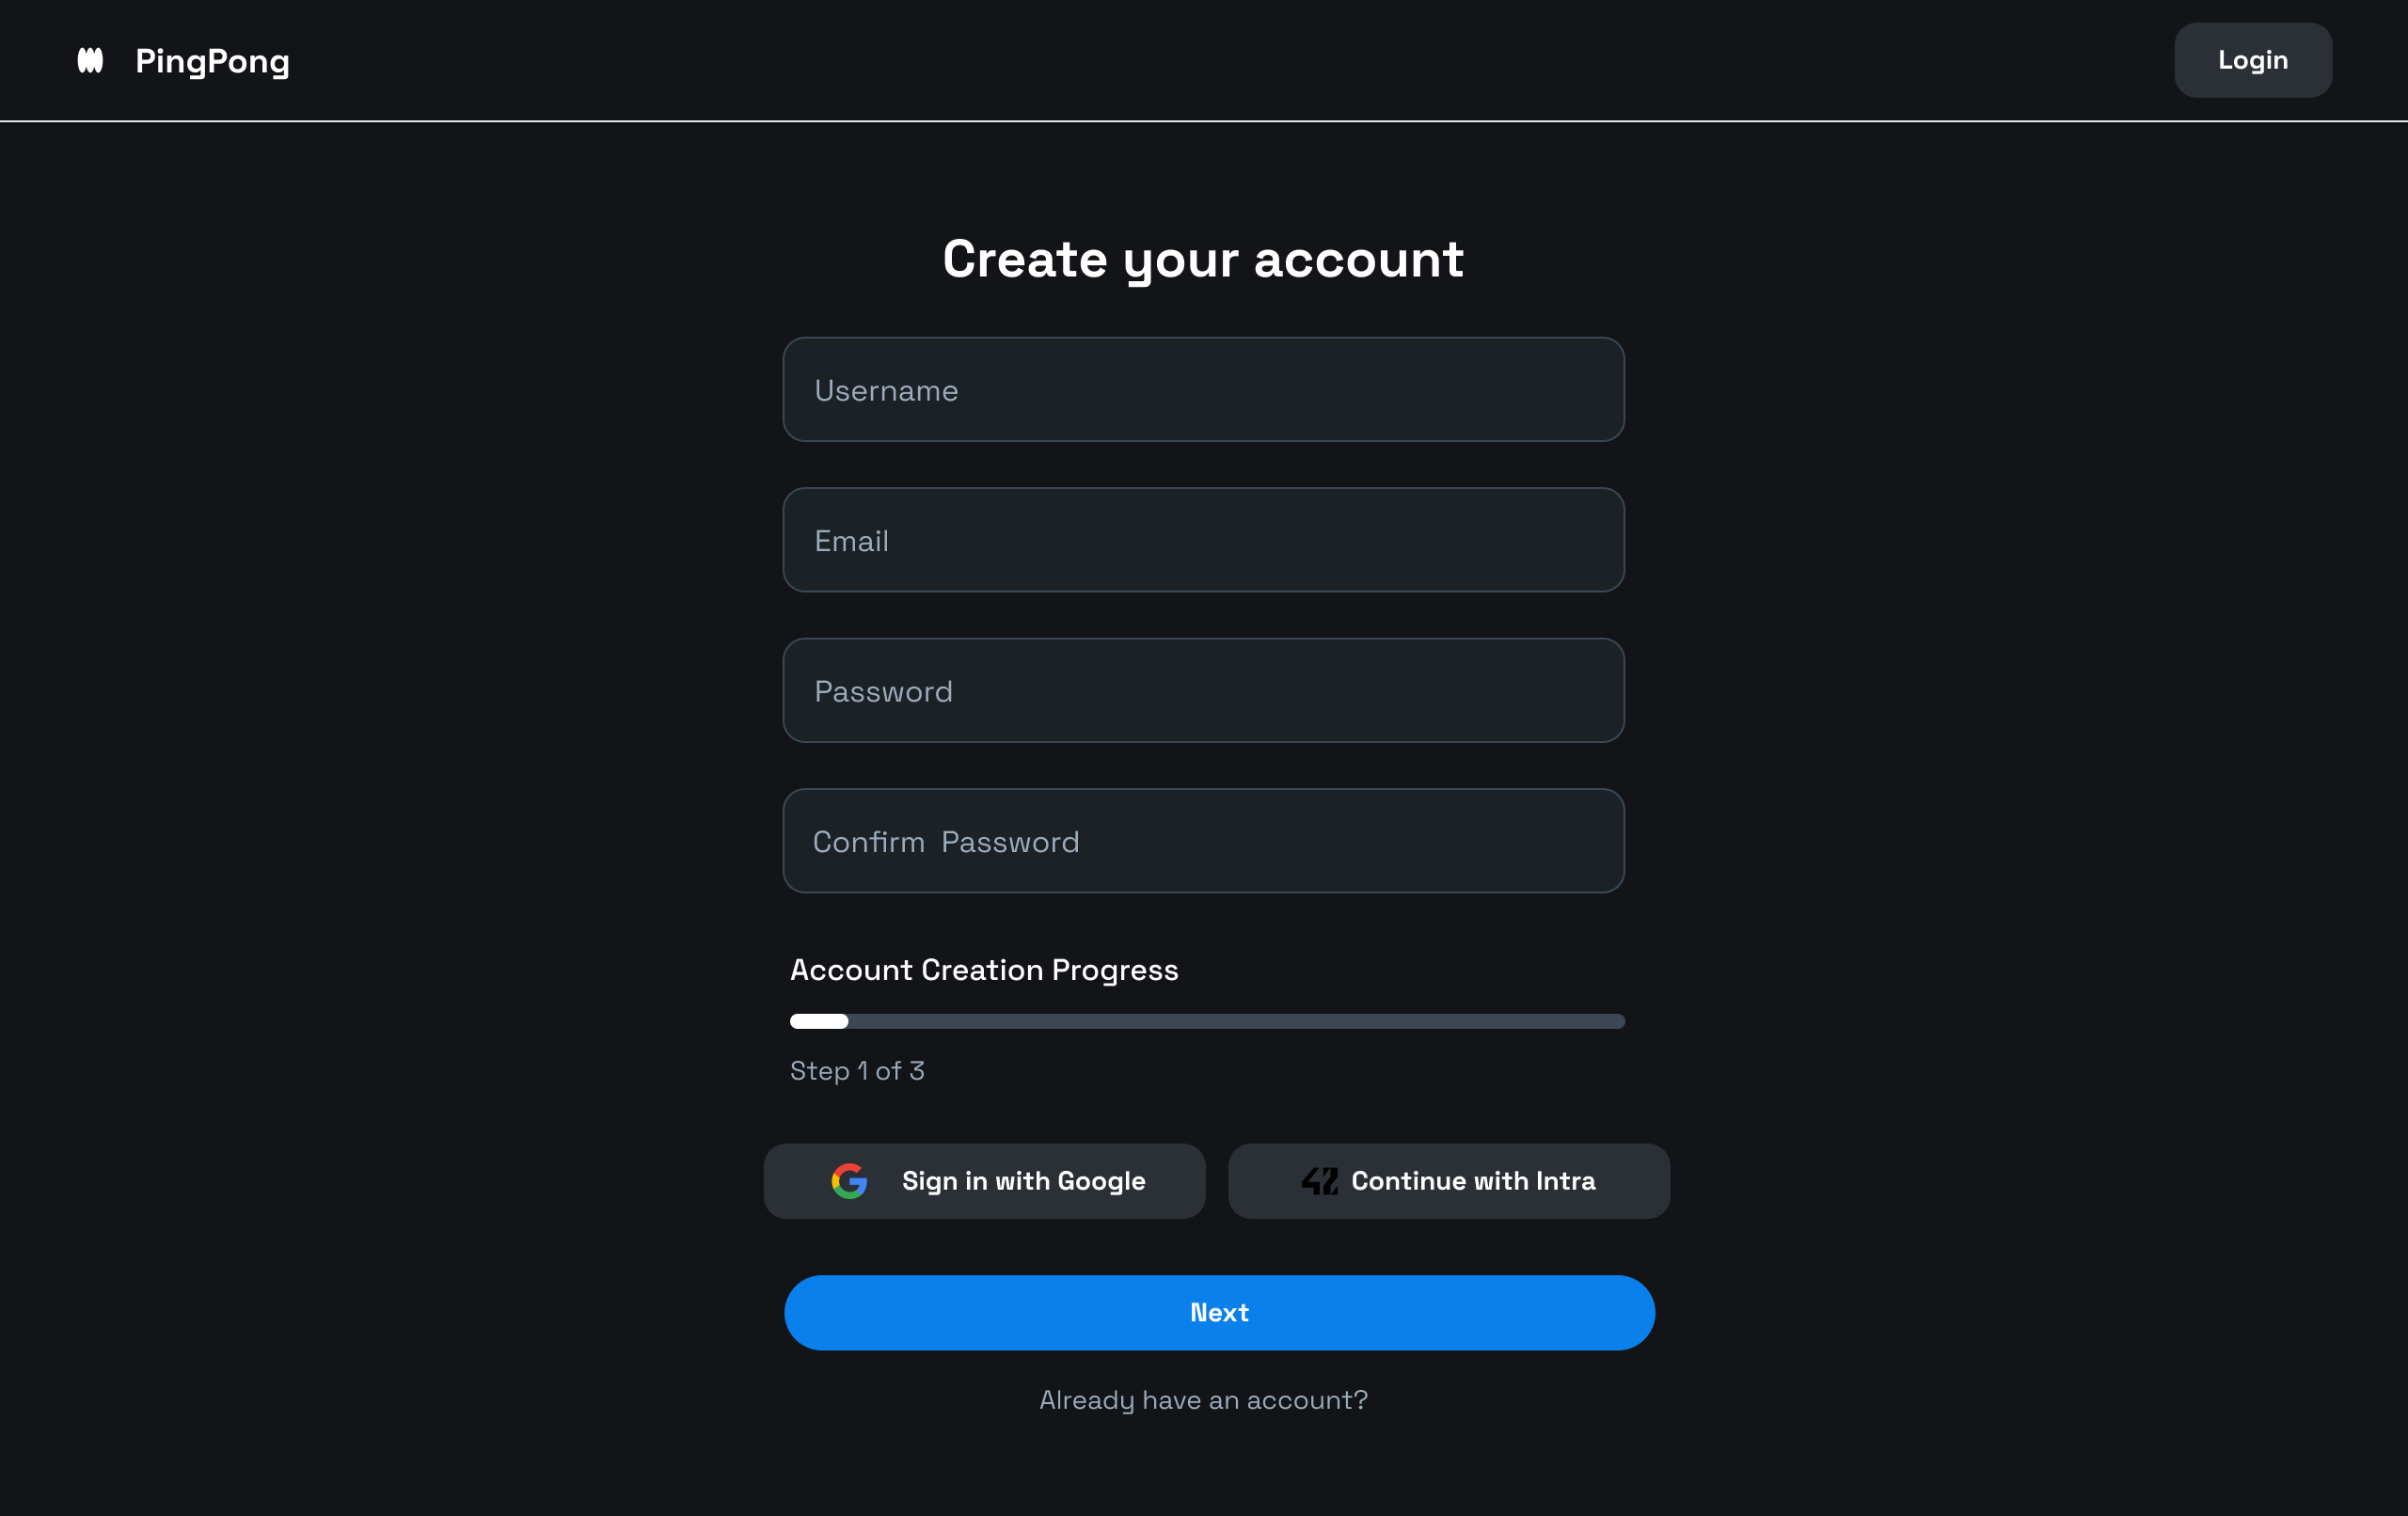 PingPong
Login
Create your account
Username
Email
Password
Confirm Password
Account Creation Progress
Step 1 of 3
Sign in with Google
42 Continue with Intra
Next
Already have an account?